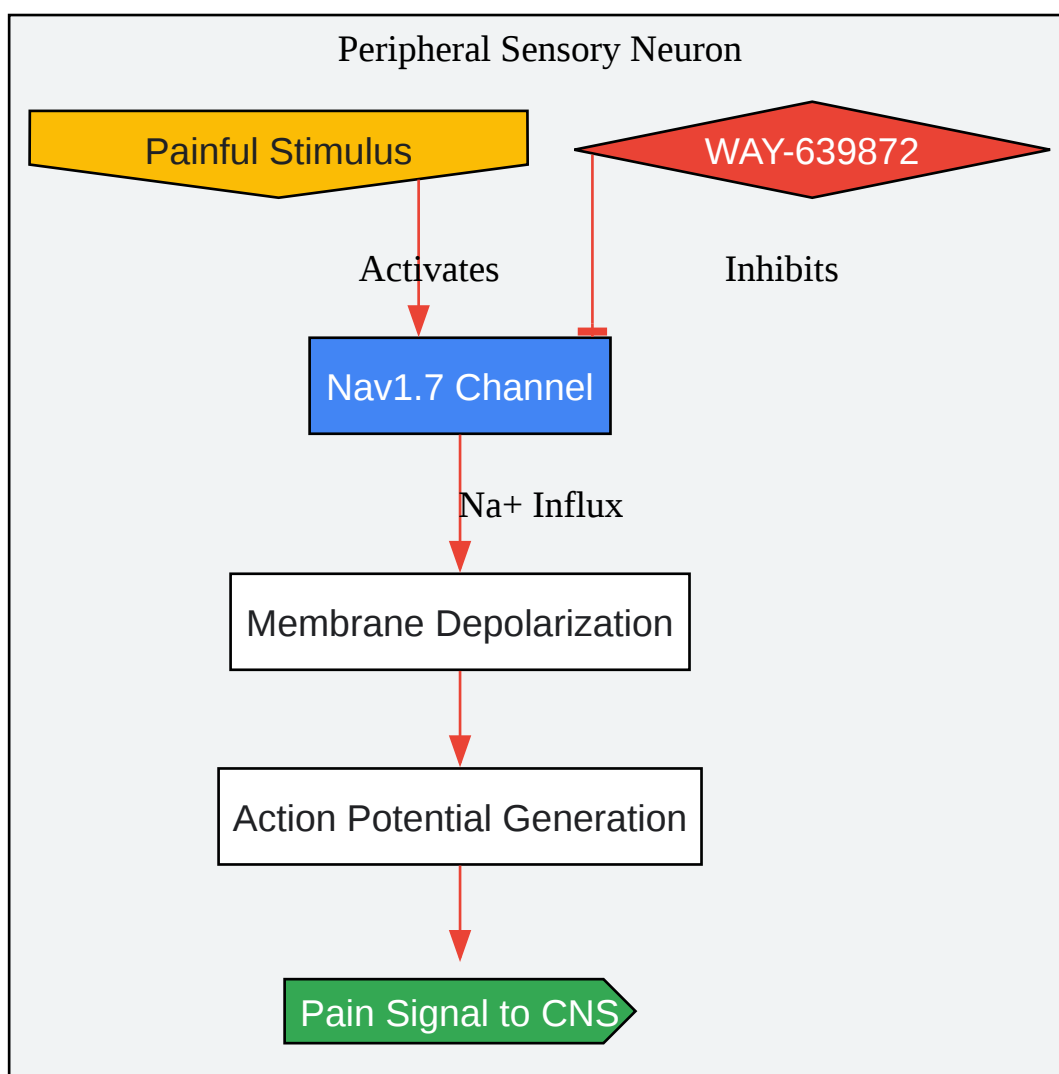 Peripheral Sensory Neuron
Painful Stimulus
WAY-639872
Activates
Inhibits
Nav1.7 Channel
Na+ Influx
Membrane Depolarization
Action Potential Generation
Pain Signal to CNS